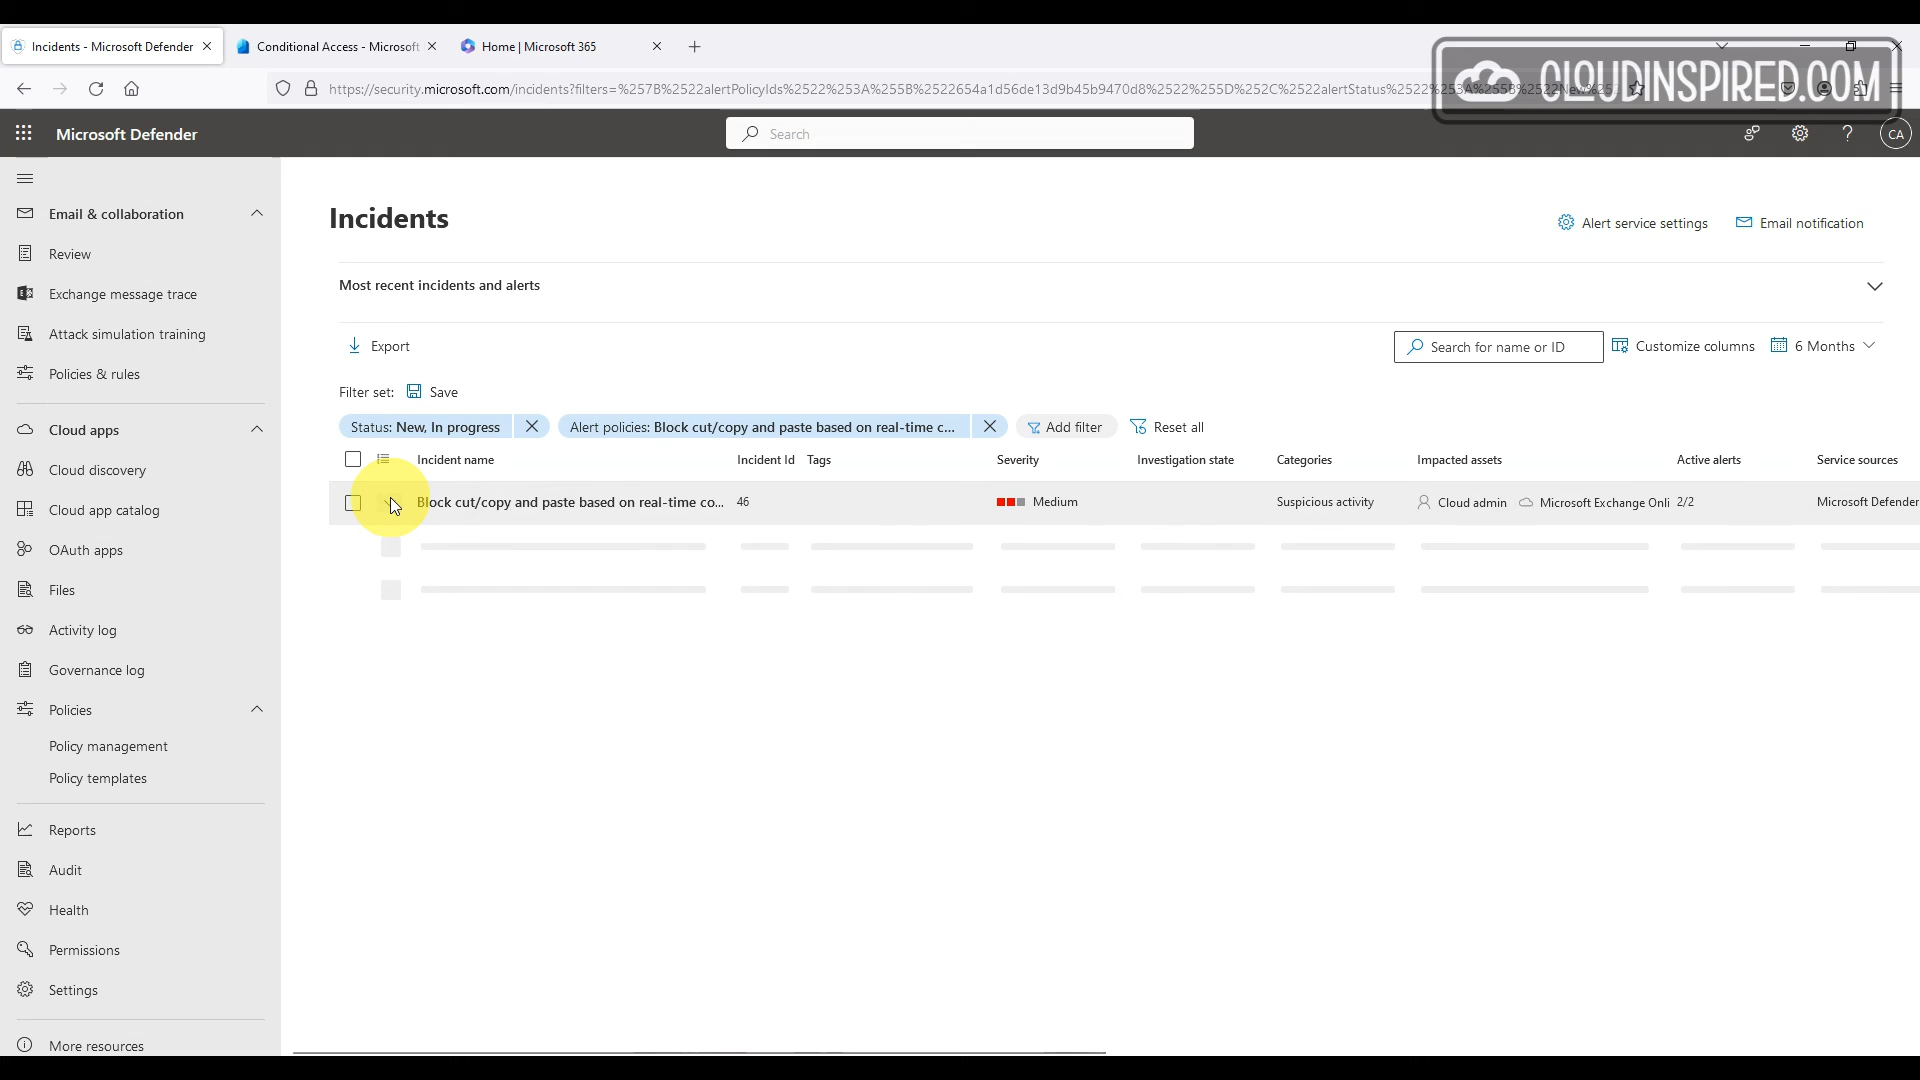 Incidents - Microsoft Defender
Conditional Access - Microsoft
Home | Microsoft 365
CLOUDINSPIRED.COM
https://security.microsoft.com/incidents?filters=%257B%2522alertPolicyIds%2522%253A%255B%2522654a1d56de13d9b45b9470d8%2522%255D%252C%2522alertStatus%2522%253A%255B%2522New%252
Microsoft Defender
Search
CA
Email & collaboration
Review
Exchange message trace
Attack simulation training
Policies & rules
Cloud apps
Cloud discovery
Cloud app catalog
OAuth apps
Files
Activity log
Governance log
Policies
Policy management
Policy templates
Reports
Audit
Health
Permissions
Settings
More resources
Incidents
Alert service settings
Email notification
Most recent incidents and alerts
Export
Search for name or ID
Customize columns
6 Months
Filter set:
Save
Status: New, In progress
Alert policies: Block cut/copy and paste based on real-time c...
Add filter
Reset all
Incident name
Incident Id
Tags
Severity
Investigation state
Categories
Impacted assets
Active alerts
Service sources
Block cut/copy and paste based on real-time co...
46
Medium
Suspicious activity
Cloud admin
Microsoft Exchange Onli
2/2
Microsoft Defender